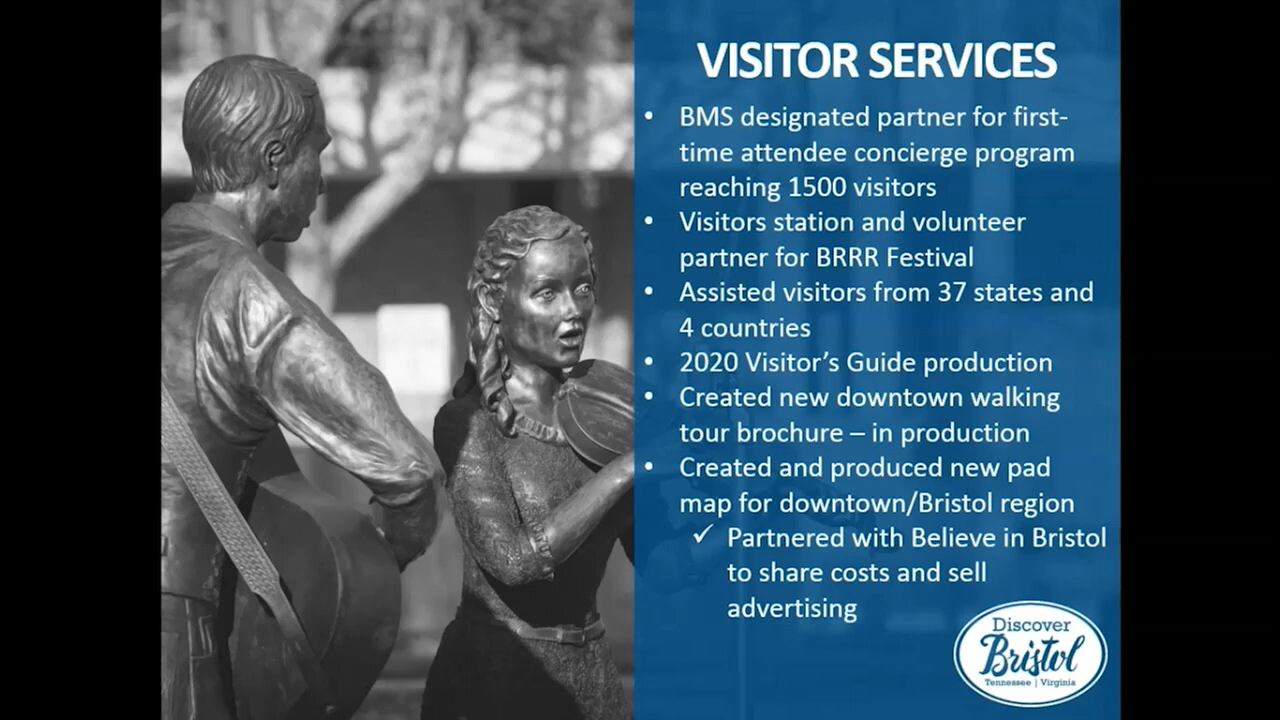 VISITOR SERVICES
• BMS designated partner for first-
time attendee concierge program
reaching 1500 visitors
• Visitors station and volunteer
partner for BRRR Festival
• Assisted visitors from 37 states and
4 countries
• 2020 Visitor’s Guide production
• Created new downtown walking
tour brochure – in production
• Created and produced new pad
map for downtown/Bristol region
✓ Partnered with Believe in Bristol
to share costs and sell
advertising
Discover
Bristol
Tennessee | Virginia